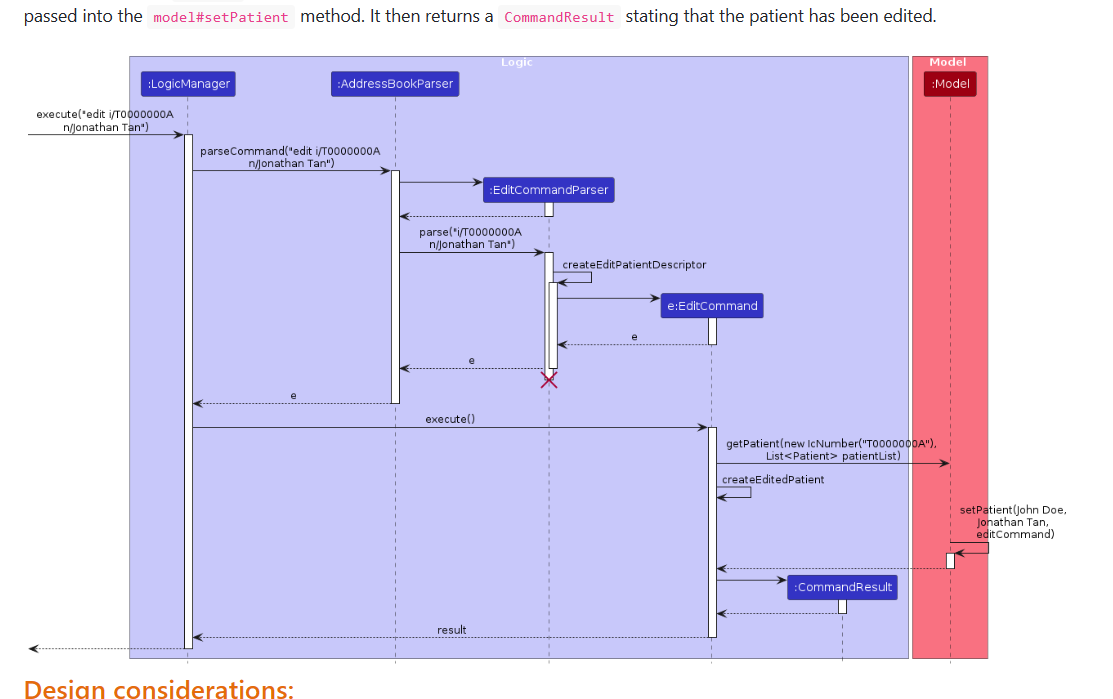 passed into the model#setPatient method. It then returns a CommandResult stating that the patient has been edited.
Logic
Model
:LogicManager
:AddressBookParser
:Model
execute("edit i/T0000000A
n/Jonathan Tan")
parseCommand("edit i/T0000000A
n/Jonathan Tan")
:EditCommandParser
parse("i/T0000000A
n/Jonathan Tan")
createEditPatientDescriptor
e:EditCommand
e
e
e
execute()
getPatient(new IcNumber("T0000000A"),
List<Patient> patientList)
createEditedPatient
setPatient(John Doe,
Jonathan Tan,
editCommand)
:CommandResult
result
Design considerations: